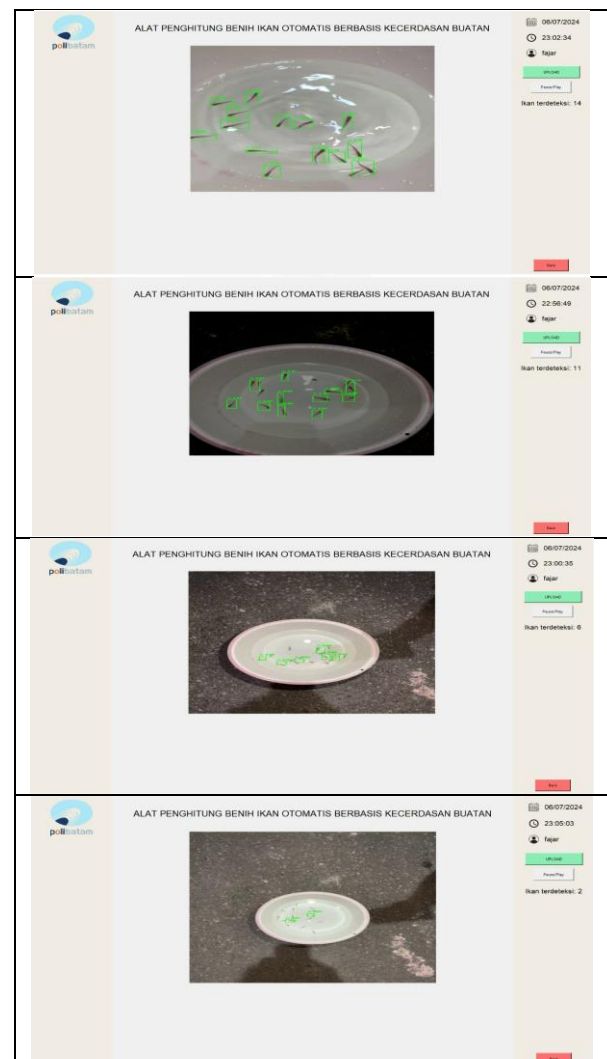 polibatam
ALAT PENGHITUNG BENIH IKAN OTOMATIS BERBASIS KECERDASAN BUATAN
06/07/2024
23:02:34
fajar
UPLOAD
Pause/Play
Ikan terdeteksi: 14
Back
polibatam
ALAT PENGHITUNG BENIH IKAN OTOMATIS BERBASIS KECERDASAN BUATAN
06/07/2024
22:56:49
fajar
UPLOAD
Pause/Play
Ikan terdeteksi: 11
Back
polibatam
ALAT PENGHITUNG BENIH IKAN OTOMATIS BERBASIS KECERDASAN BUATAN
06/07/2024
23:00:35
fajar
UPLOAD
Pause/Play
Ikan terdeteksi: 6
Back
polibatam
ALAT PENGHITUNG BENIH IKAN OTOMATIS BERBASIS KECERDASAN BUATAN
06/07/2024
23:05:03
fajar
UPLOAD
Pause/Play
Ikan terdeteksi: 2
Back